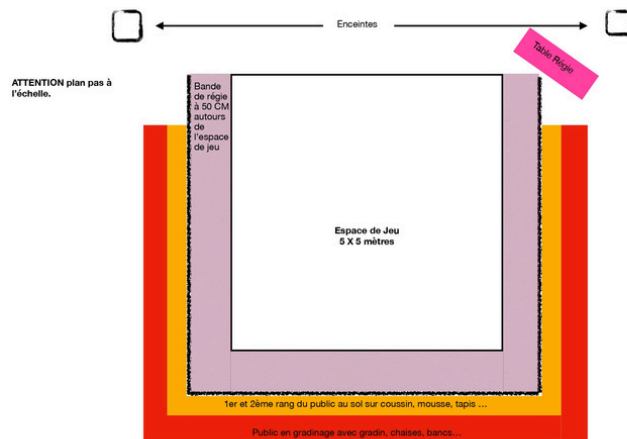 Enceintes
Table Régie
ATTENTION plan pas à
l'échelle.
Bande
de régie
à 50 CM
autours
de
l'espace
de jeu
Espace de Jeu
5 X 5 mètres
1er et 2ème rang du public au sol sur coussin, mousse, tapis ...
Public en gradinage avec gradin, chaises, bancs...